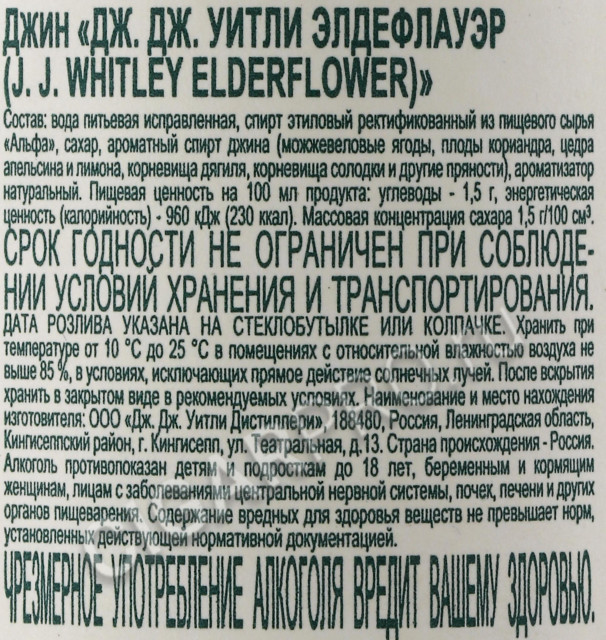 ДЖИН «ДЖ. ДЖ. УИТЛИ ЭЛДЕФЛАУЭР
(J. J. WHITLEY ELDERFLOWER)»
Состав: вода питьевая исправленная, спирт этиловый ректификованный из пищевого сырья
«Альфа», сахар, ароматный спирт джина (можжевеловые ягоды, плоды кориандра, цедра
апельсина и лимона, корневища дягиля, корневища солодки и другие пряности), ароматизатор
натуральный. Пищевая ценность на 100 мл продукта: углеводы - 1,5 г, энергетическая
ценность (калорийность) - 960 кДж (230 ккал). Массовая концентрация сахара 1,5 г/100 см³.
СРОК ГОДНОСТИ НЕ ОГРАНИЧЕН ПРИ СОБЛЮДЕ-
НИИ УСЛОВИЙ ХРАНЕНИЯ И ТРАНСПОРТИРОВАНИЯ.
ДАТА РОЗЛИВА УКАЗАНА НА СТЕКЛОБУТЫЛКЕ ИЛИ КОЛПАЧКЕ. Хранить при
температуре от 10 °С до 25 °С в помещениях с относительной влажностью воздуха не
выше 85 %, в условиях, исключающих прямое действие солнечных лучей. После вскрытия
хранить в закрытом виде в рекомендуемых условиях. Наименование и место нахождения
изготовителя: ООО «Дж. Дж. Уитли Дистиллери», 188480, Россия, Ленинградская область,
Кингисеппский район, г. Кингисепп, ул. Театральная, д.13. Страна происхождения - Россия.
Алкоголь противопоказан детям и подросткам до 18 лет, беременным и кормящим
женщинам, лицам с заболеваниями центральной нервной системы, почек, печени и других
органов пищеварения. Содержание вредных для здоровья веществ не превышает норм,
установленных действующей нормативной документацией.
ЧРЕЗМЕРНОЕ УПОТРЕБЛЕНИЕ АЛКОГОЛЯ ВРЕДИТ ВАШЕМУ ЗДОРОВЬЮ.